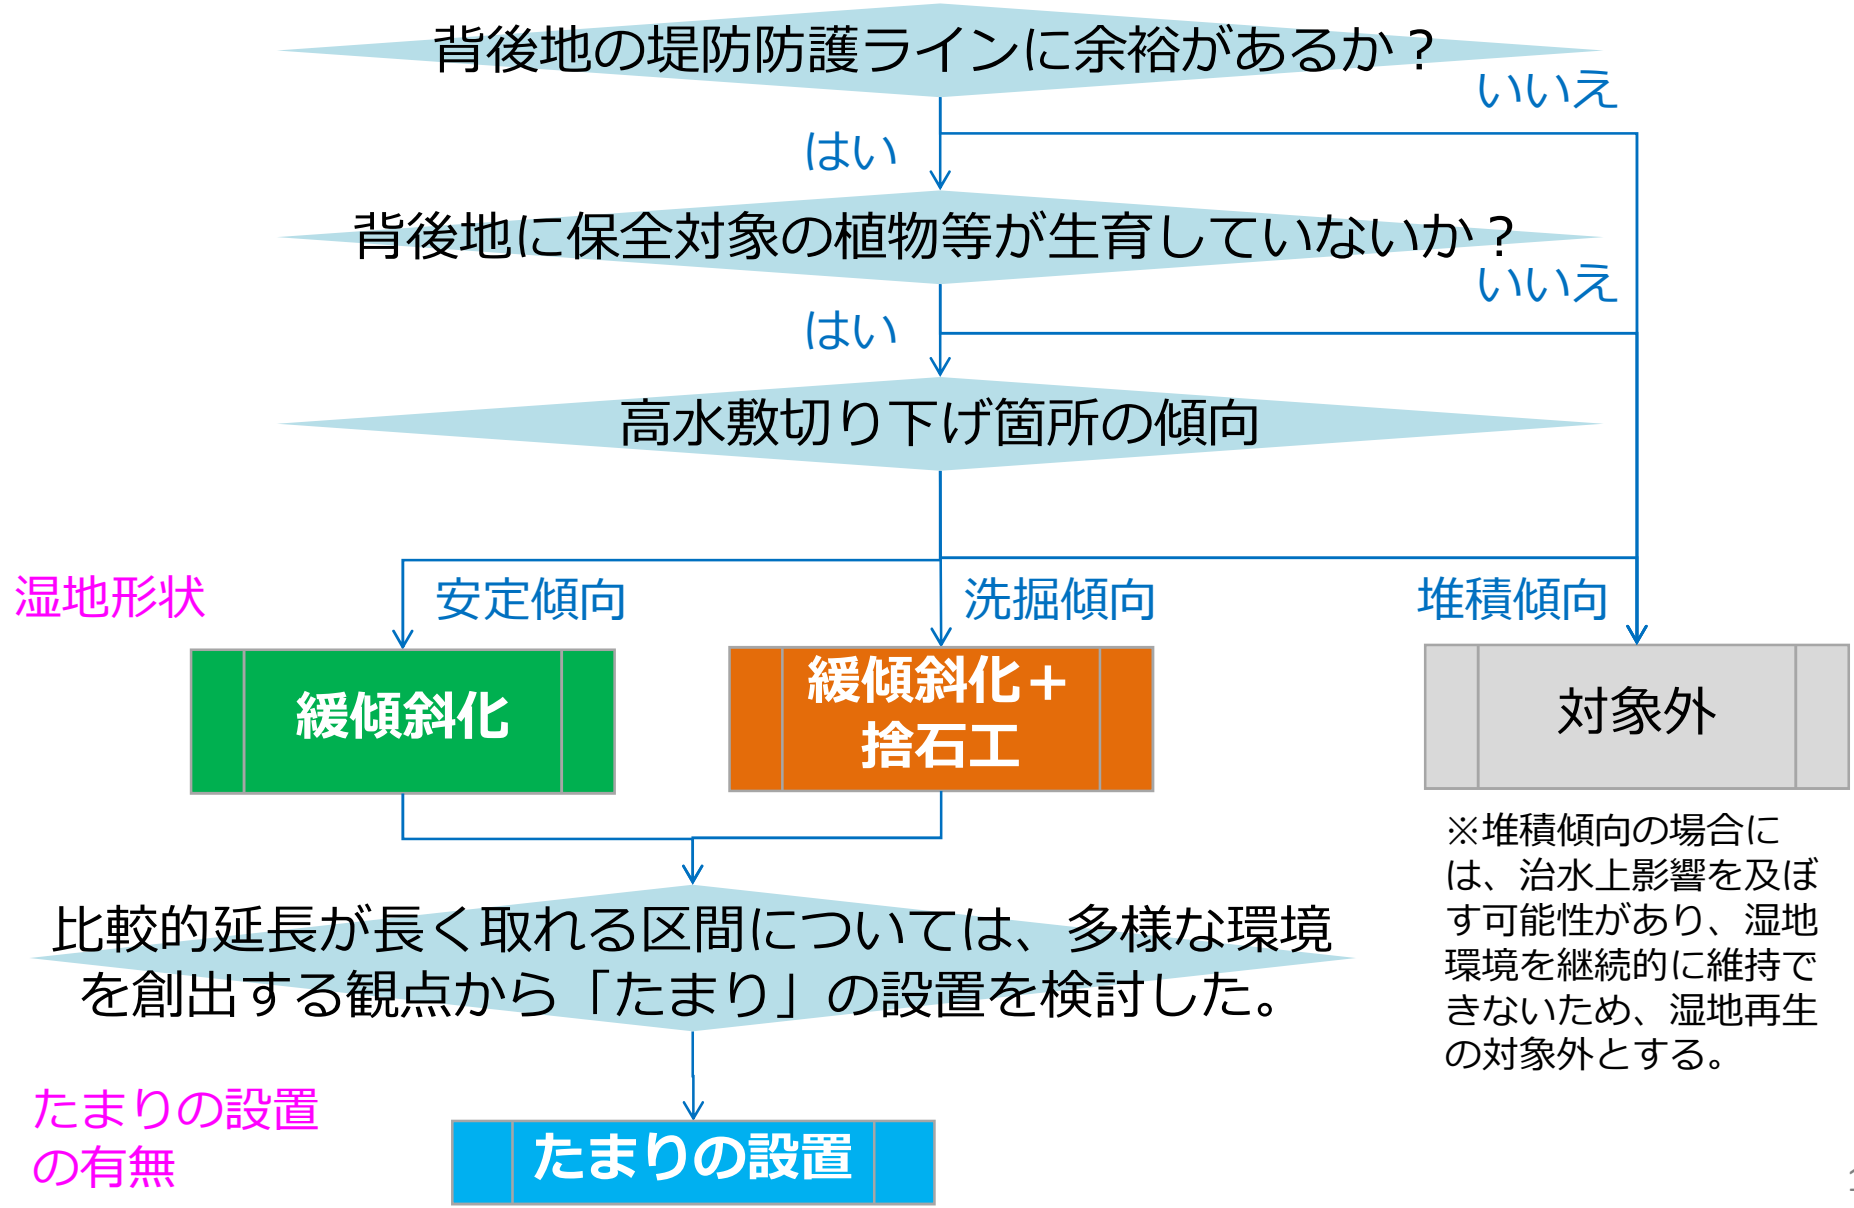 背後地の堤防防護ラインに余裕があるか？
いいえ
はい
背後地に保全対象の植物等が生育していないか？
いいえ
はい
高水敷切り下げ箇所の傾向
湿地形状
安定傾向
洗掘傾向
堆積傾向
緩傾斜化
緩傾斜化＋
捨石工
対象外
※堆積傾向の場合に
は、治水上影響を及ぼ
す可能性があり、湿地
環境を継続的に維持で
きないため、湿地再生
の対象外とする。
比較的延長が長く取れる区間については、多様な環境
を創出する観点から「たまり」の設置を検討した。
たまりの設置
の有無
たまりの設置